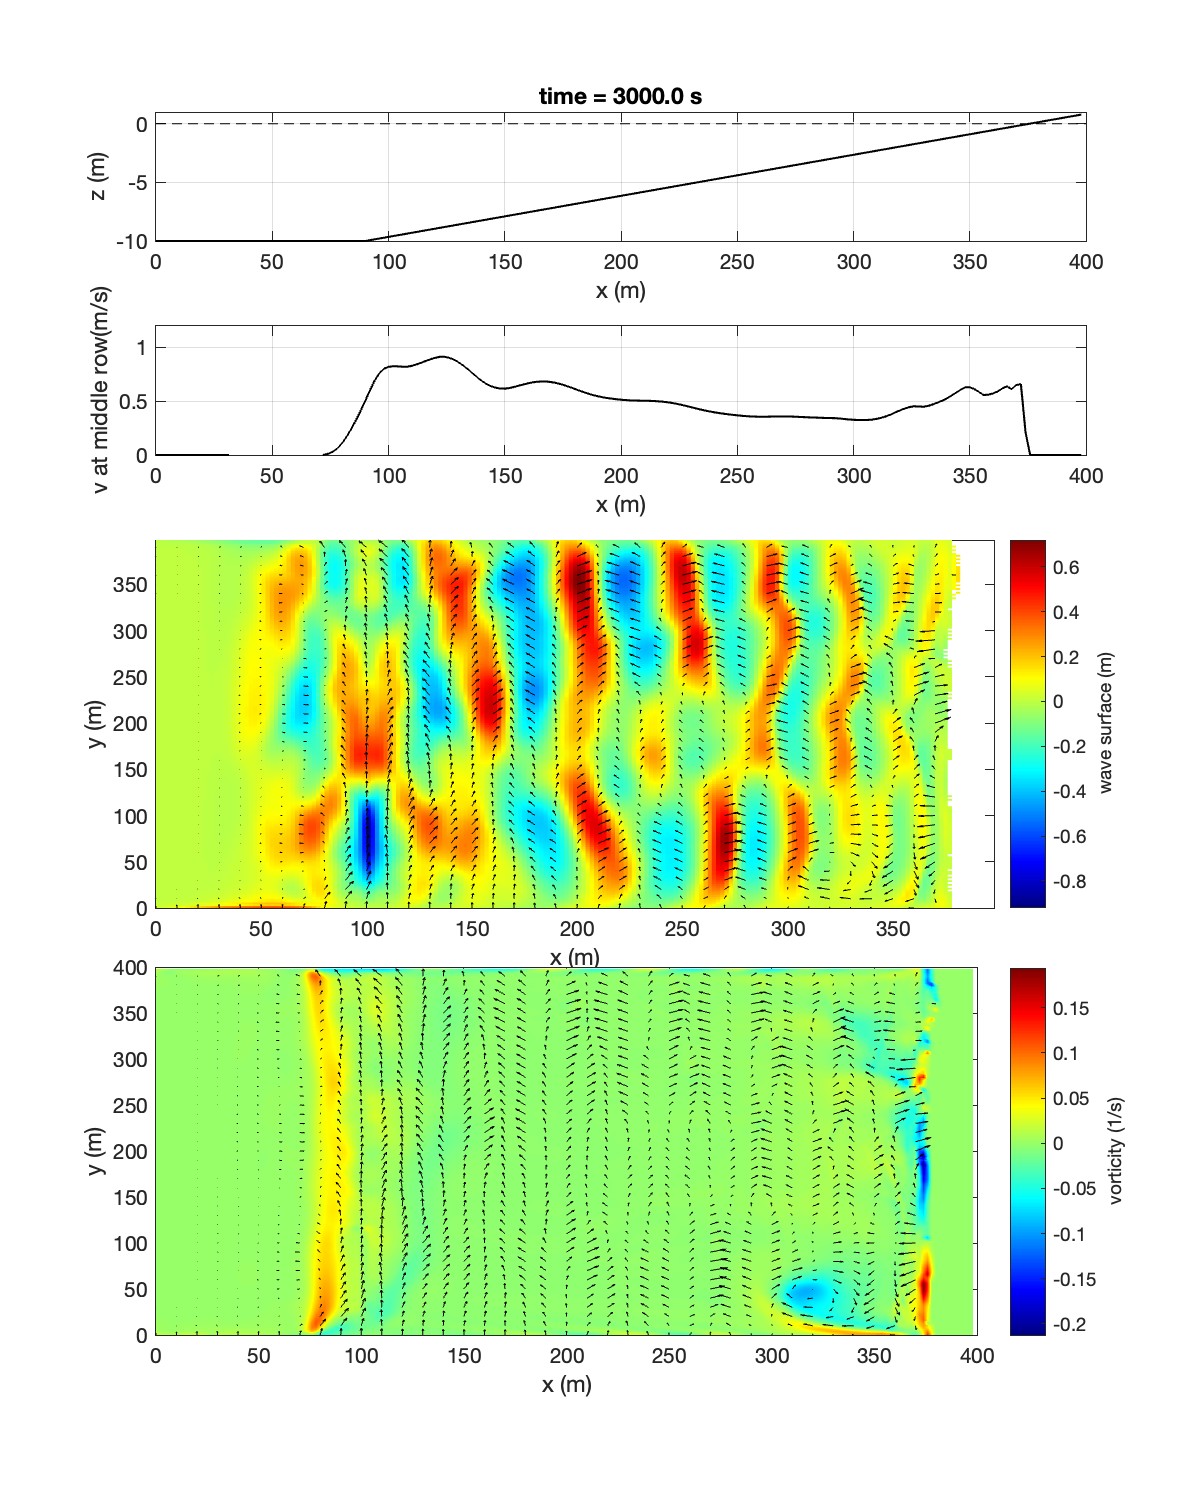 time = 3000.0 s
0
-5
-10
z (m)
0 50 100 150 200 250 300 350 400
x (m)
1
0.5
0
v at middle row(m/s)
0 50 100 150 200 250 300 350 400
x (m)
350
300
250
200
150
100
50
0
y (m)
0 50 100 150 200 250 300 350
x (m)
0.6
0.4
0.2
0
-0.2
-0.4
-0.6
-0.8
wave surface (m)
400
350
300
250
200
150
100
50
0
y (m)
0 50 100 150 200 250 300 350 400
x (m)
0.15
0.1
0.05
0
-0.05
-0.1
-0.15
-0.2
vorticity (1/s)